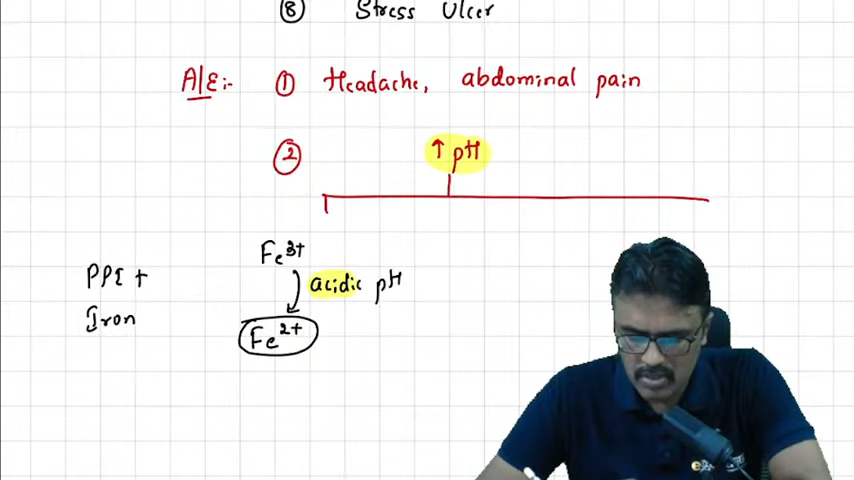 ⑧ Stress Ulcer
A/E:- ① Headache, abdominal pain
② ↑ pH
Fe³⁺
acidic pH
PPI +
Iron
Fe²⁺